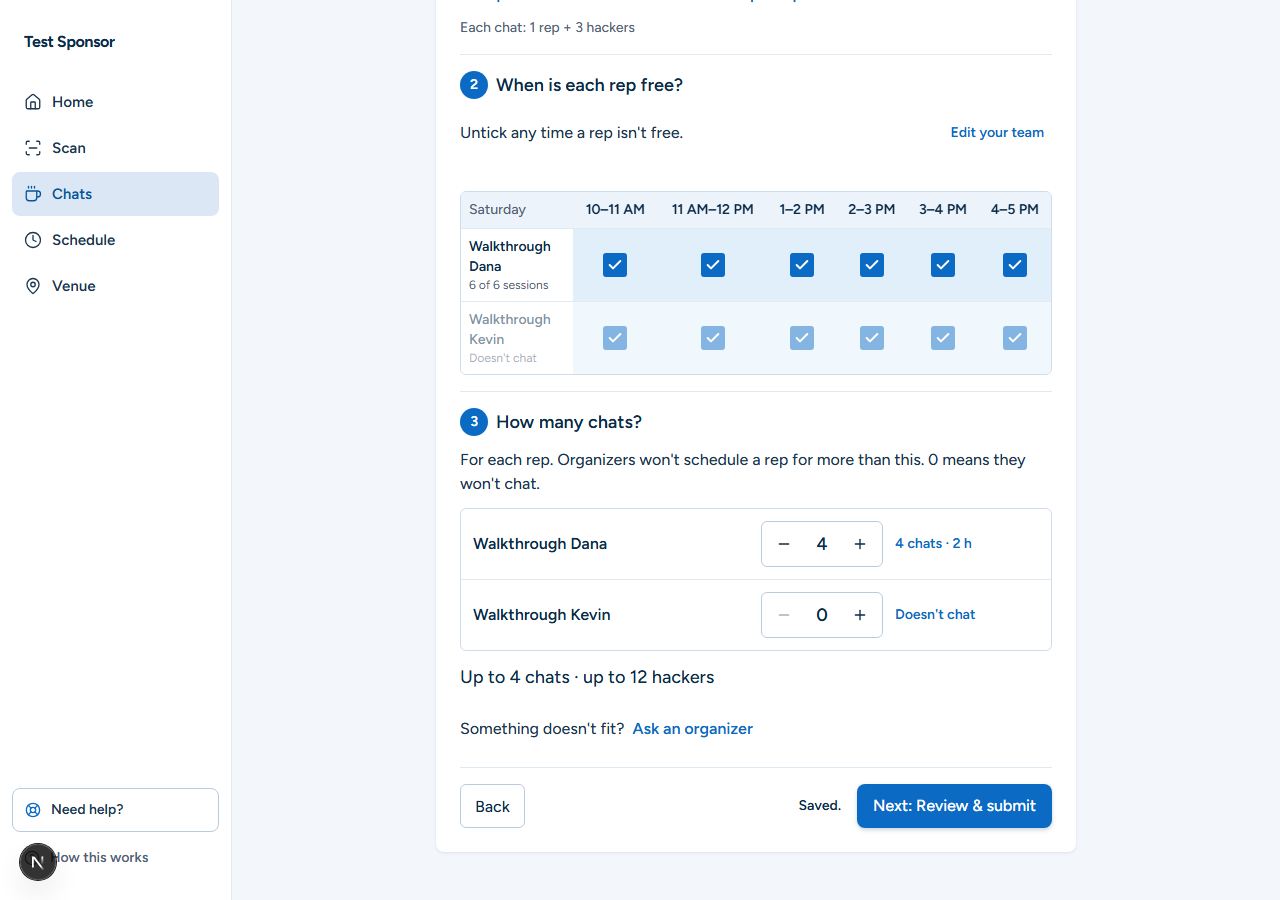 Test Sponsor
Home
Scan
Chats
Schedule
Venue
Need help?
How this works
N
Each chat: 1 rep + 3 hackers
2 When is each rep free?
Untick any time a rep isn't free. Edit your team
Saturday 10–11 AM 11 AM–12 PM 1–2 PM 2–3 PM 3–4 PM 4–5 PM
Walkthrough
Dana
6 of 6 sessions
Walkthrough
Kevin
Doesn't chat
3 How many chats?
For each rep. Organizers won't schedule a rep for more than this. 0 means they
won't chat.
Walkthrough Dana − 4 + 4 chats · 2 h
Walkthrough Kevin − 0 + Doesn't chat
Up to 4 chats · up to 12 hackers
Something doesn't fit? Ask an organizer
Back Saved. Next: Review & submit